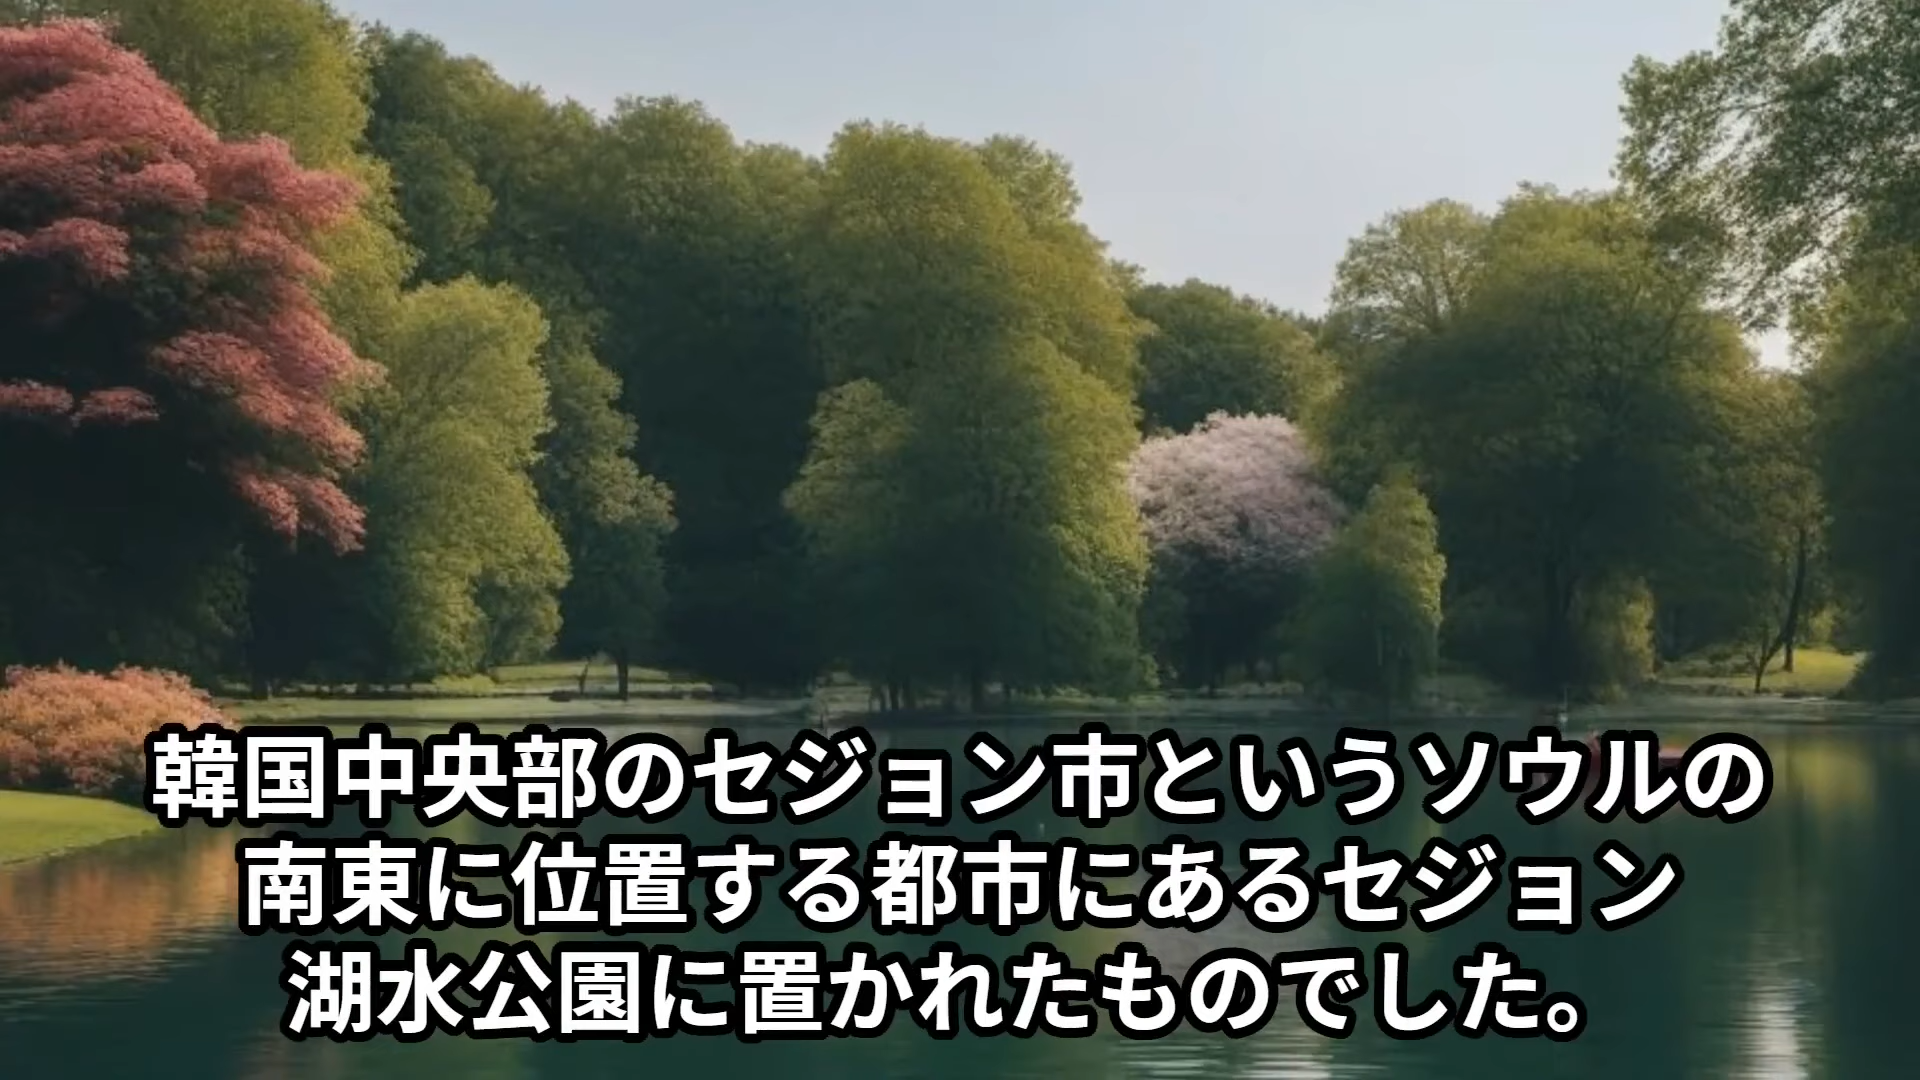 韓国中央部のセジョン市というソウルの
南東に位置する都市にあるセジョン
湖水公園に置かれたものでした。